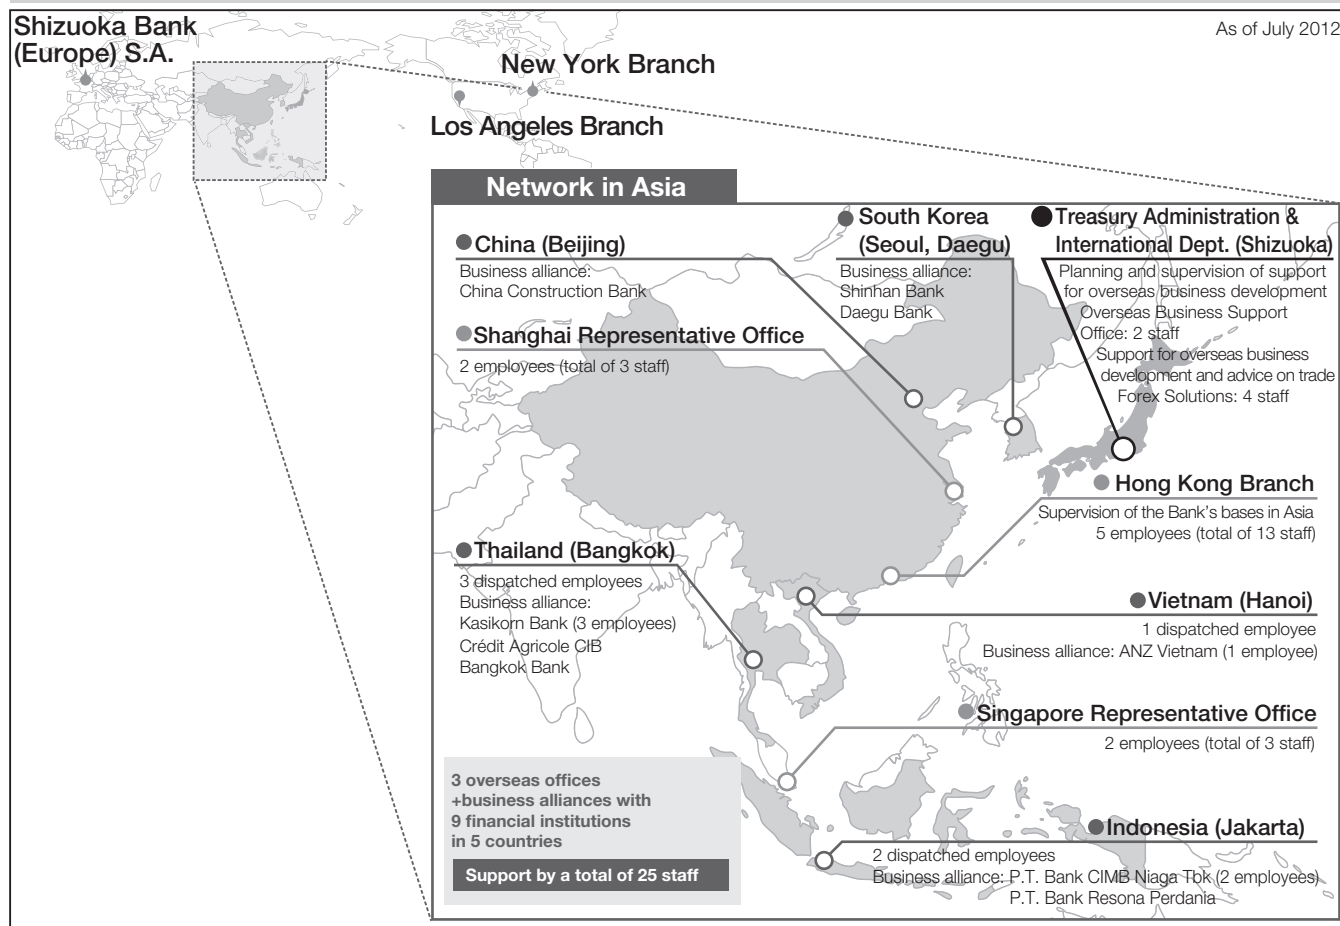 Shizuoka Bank
(Europe) S.A.
As of July 2012
New York Branch
Los Angeles Branch
Network in Asia
China (Beijing)
Business alliance:
China Construction Bank
Shanghai Representative Office
2 employees (total of 3 staff)
South Korea
(Seoul, Daegu)
Business alliance:
Shinhan Bank
Daegu Bank
Treasury Administration &
International Dept. (Shizuoka)
Planning and supervision of support
for overseas business development
Overseas Business Support
Office: 2 staff
Support for overseas business
development and advice on trade
Forex Solutions: 4 staff
Hong Kong Branch
Supervision of the Bank's bases in Asia
5 employees (total of 13 staff)
Thailand (Bangkok)
3 dispatched employees
Business alliance:
Kasikorn Bank (3 employees)
Crédit Agricole CIB
Bangkok Bank
Vietnam (Hanoi)
1 dispatched employee
Business alliance: ANZ Vietnam (1 employee)
Singapore Representative Office
2 employees (total of 3 staff)
3 overseas offices
+business alliances with
9 financial institutions
in 5 countries
Support by a total of 25 staff
Indonesia (Jakarta)
2 dispatched employees
Business alliance: P.T. Bank CIMB Niaga Tbk (2 employees)
P.T. Bank Resona Perdania